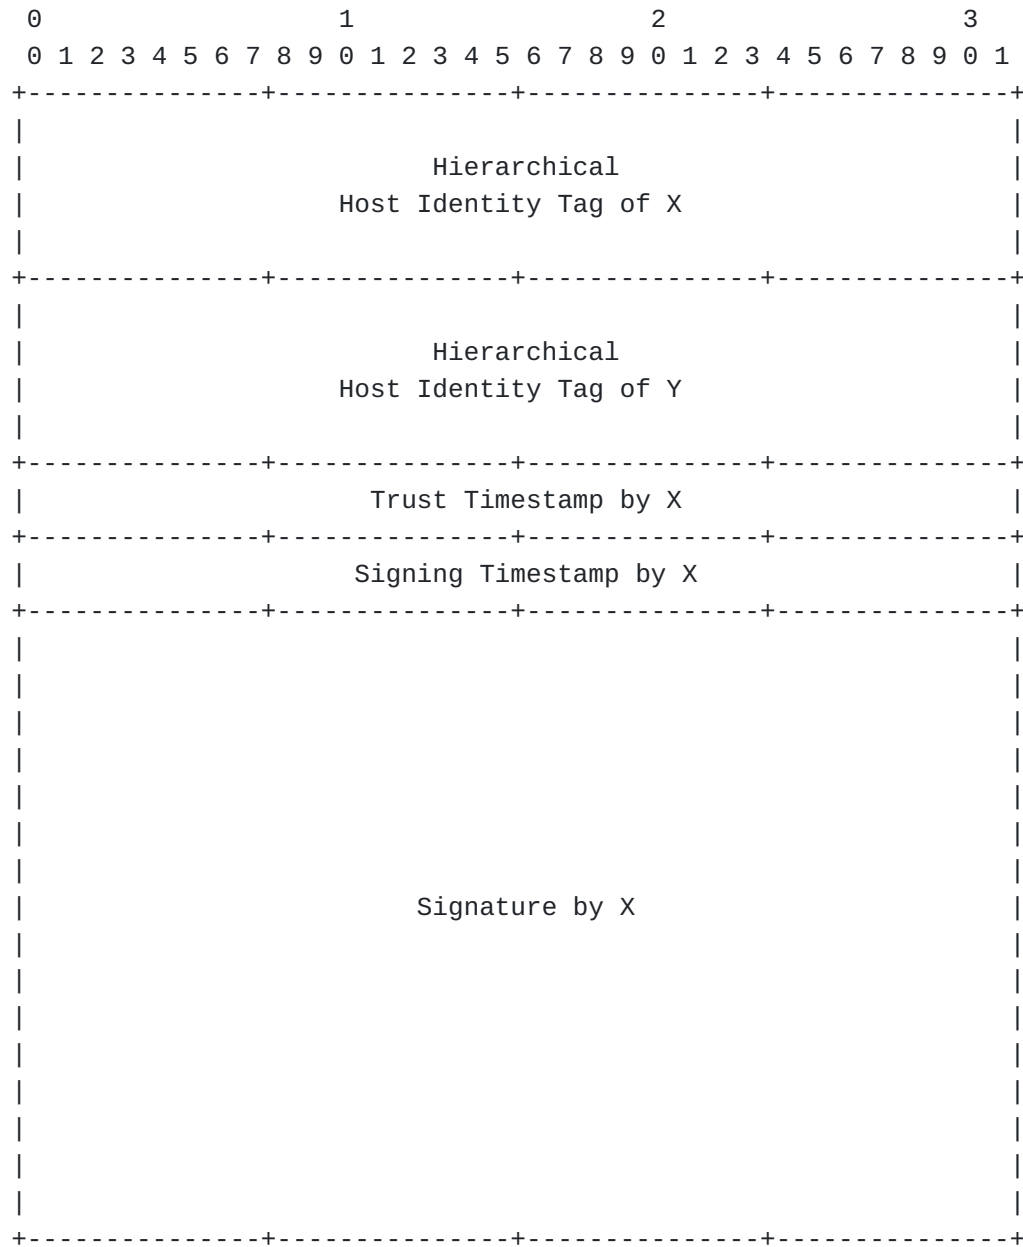 0                   1                   2                   3
 0 1 2 3 4 5 6 7 8 9 0 1 2 3 4 5 6 7 8 9 0 1 2 3 4 5 6 7 8 9 0 1
+---------------+---------------+---------------+---------------+
|                                                               |
|                          Hierarchical                         |
|                    Host Identity Tag of X                     |
|                                                               |
+---------------+---------------+---------------+---------------+
|                                                               |
|                          Hierarchical                         |
|                    Host Identity Tag of Y                     |
|                                                               |
+---------------+---------------+---------------+---------------+
|                      Trust Timestamp by X                     |
+---------------+---------------+---------------+---------------+
|                     Signing Timestamp by X                    |
+---------------+---------------+---------------+---------------+
|                                                               |
|                                                               |
|                                                               |
|                                                               |
|                                                               |
|                                                               |
|                                                               |
|                         Signature by X                        |
|                                                               |
|                                                               |
|                                                               |
|                                                               |
|                                                               |
|                                                               |
|                                                               |
|                                                               |
+---------------+---------------+---------------+---------------+